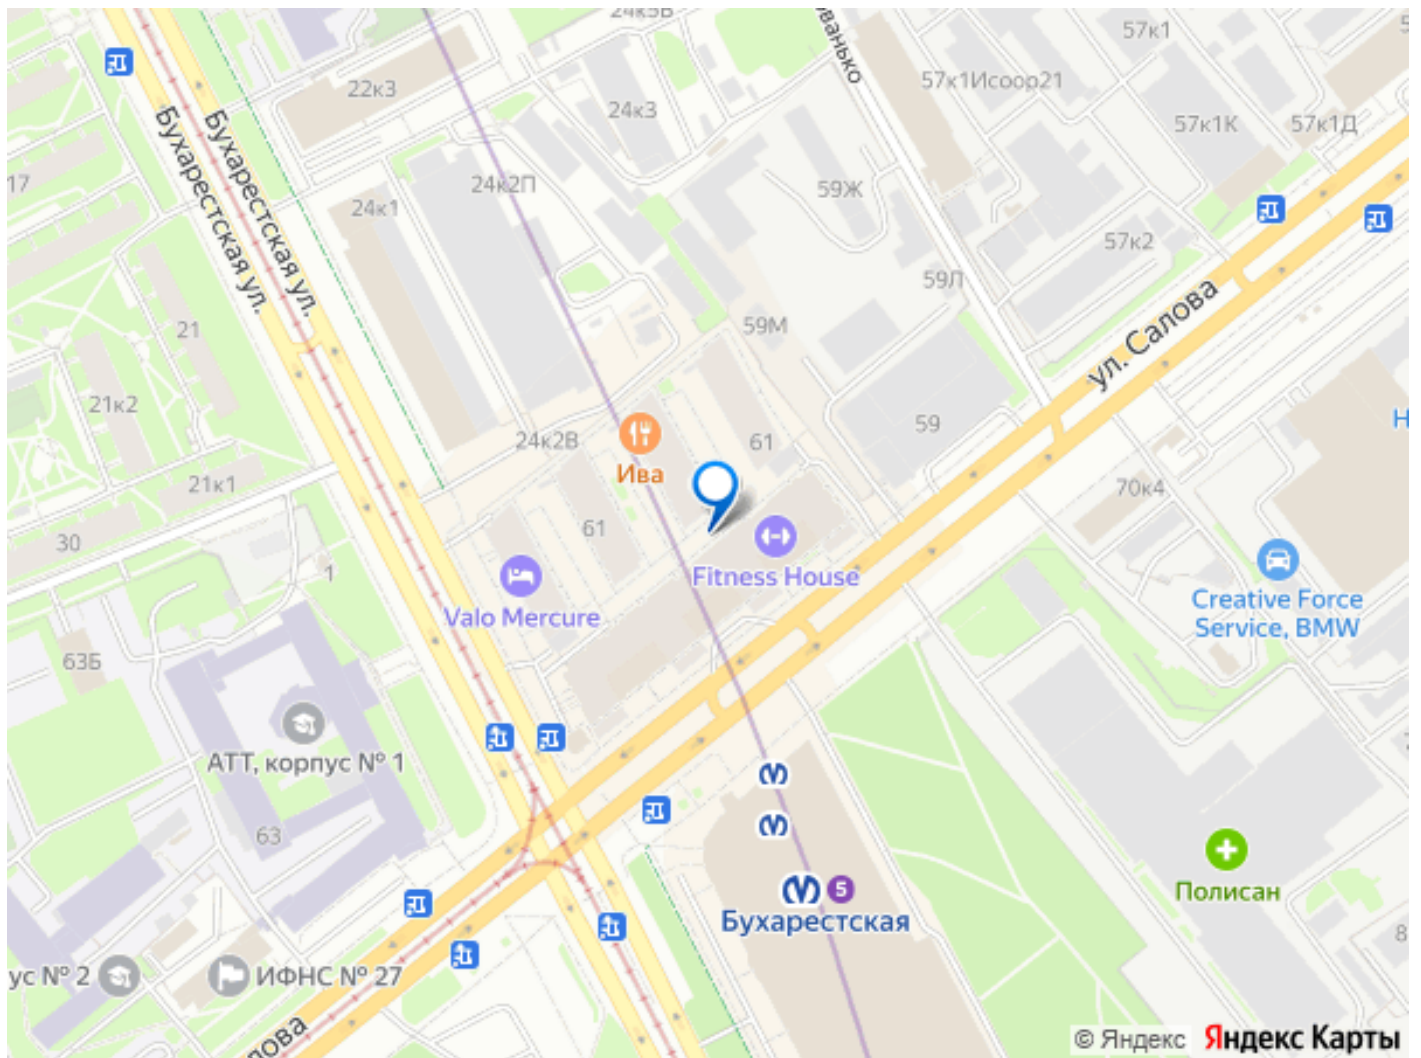 24к5В
57к1
22к3
24к3
57к1Исоор21
57к1К
57к1Д
Бухарестская ул.
Бухарестская ул.
17
24к2П
59Ж
24к1
57к2
59Л
21
59М
ул. Салова
21к2
24к2В
Ива
61
59
21к1
70к4
30
61
1
Fitness House
Valo Mercure
Creative Force
Service, BMW
63Б
АТТ, корпус № 1
63
5
Бухарестская
Полисан
ус № 2
ИФНС № 27
© Яндекс
Яндекс Карты